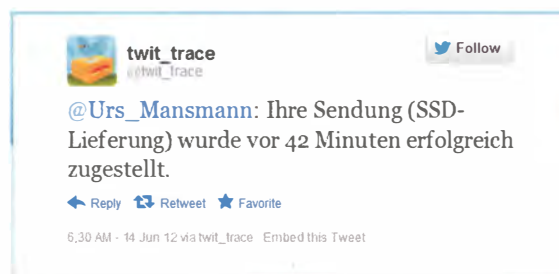 twit_trace
@twit_trace
Follow
@Urs_Mansmann: Ihre Sendung (SSD-
Lieferung) wurde vor 42 Minuten erfolgreich
zugestellt.
Reply Retweet Favorite
6,30 AM - 14 Jun 12 via twit_trace Embed this Tweet